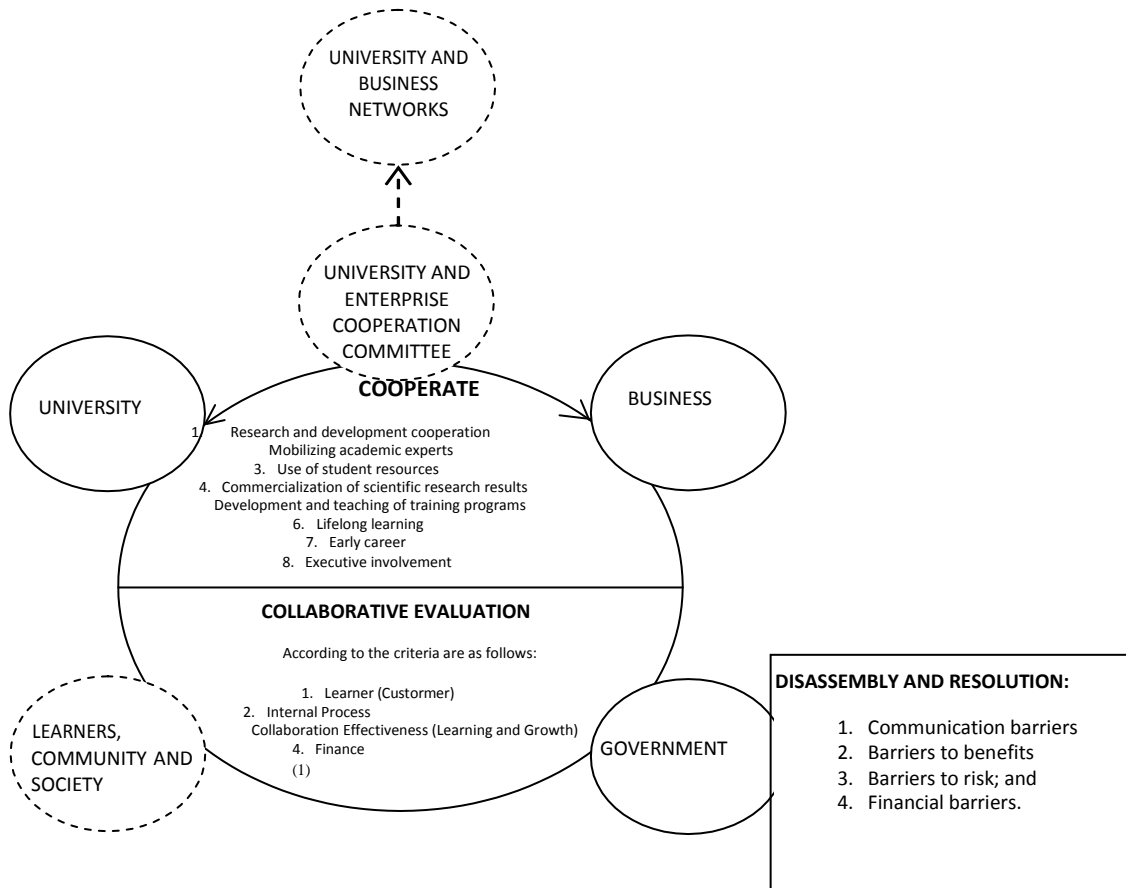 UNIVERSITY AND
BUSINESS
NETWORKS
UNIVERSITY AND
ENTERPRISE
COOPERATION
COMMITTEE
UNIVERSITY
BUSINESS
COOPERATE
1. Research and development cooperation
Mobilizing academic experts
3. Use of student resources
4. Commercialization of scientific research results
Development and teaching of training programs
6. Lifelong learning
7. Early career
8. Executive involvement
COLLABORATIVE EVALUATION
According to the criteria are as follows:
1. Learner (Custormer)
2. Internal Process
Collaboration Effectiveness (Learning and Growth)
4. Finance
(1)
LEARNERS,
COMMUNITY AND
SOCIETY
GOVERNMENT
DISASSEMBLY AND RESOLUTION:
1. Communication barriers
2. Barriers to benefits
3. Barriers to risk; and
4. Financial barriers.